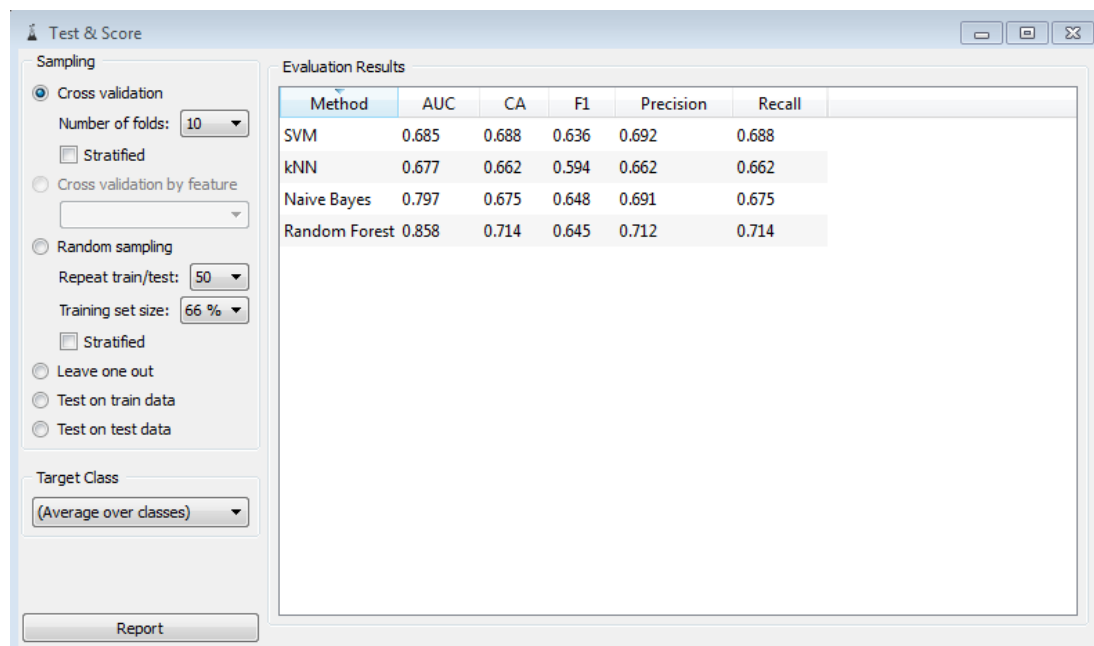 Test & Score
Sampling
Cross validation
Number of folds: 10
Stratified
Cross validation by feature
Random sampling
Repeat train/test: 50
Training set size: 66 %
Stratified
Leave one out
Test on train data
Test on test data
Target Class
(Average over classes)
Report
Evaluation Results
Method AUC CA F1 Precision Recall
SVM 0.685 0.688 0.636 0.692 0.688
kNN 0.677 0.662 0.594 0.662 0.662
Naive Bayes 0.797 0.675 0.648 0.691 0.675
Random Forest 0.858 0.714 0.645 0.712 0.714